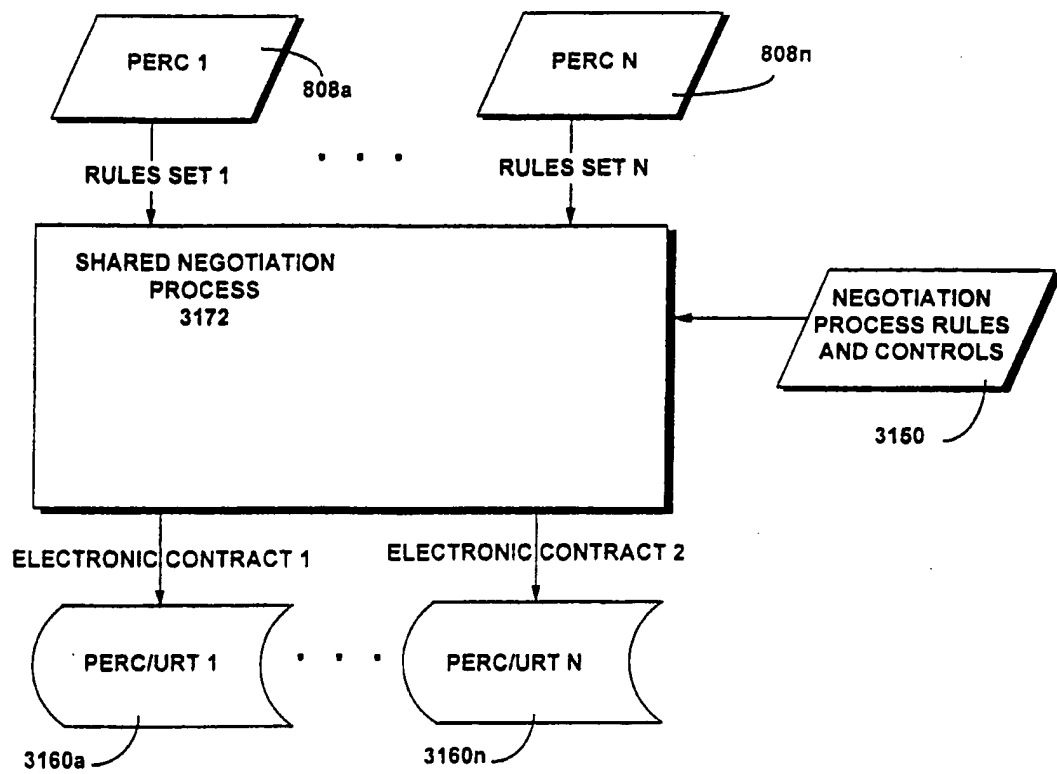 PERC 1
808a
PERC N
808n
RULES SET 1
RULES SET N
SHARED NEGOTIATION
PROCESS
3172
NEGOTIATION
PROCESS RULES
AND CONTROLS
3150
ELECTRONIC CONTRACT 1
ELECTRONIC CONTRACT 2
PERC/URT 1
PERC/URT N
3160a
3160n